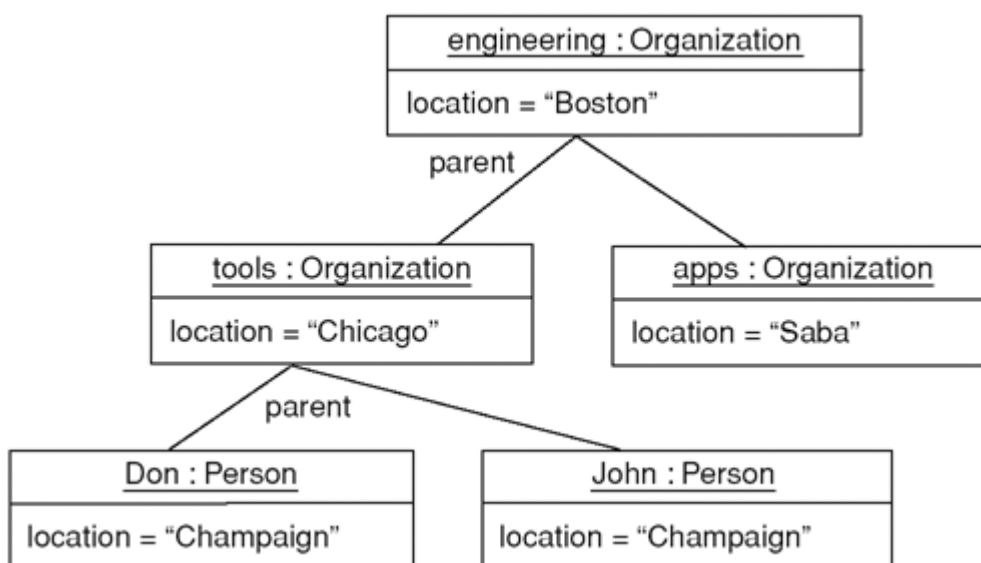 engineering : Organization
location = “Boston”
parent
tools : Organization
apps : Organization
location = “Chicago”
location = “Saba”
parent
Don : Person
John : Person
location = “Champaign”
location = “Champaign”